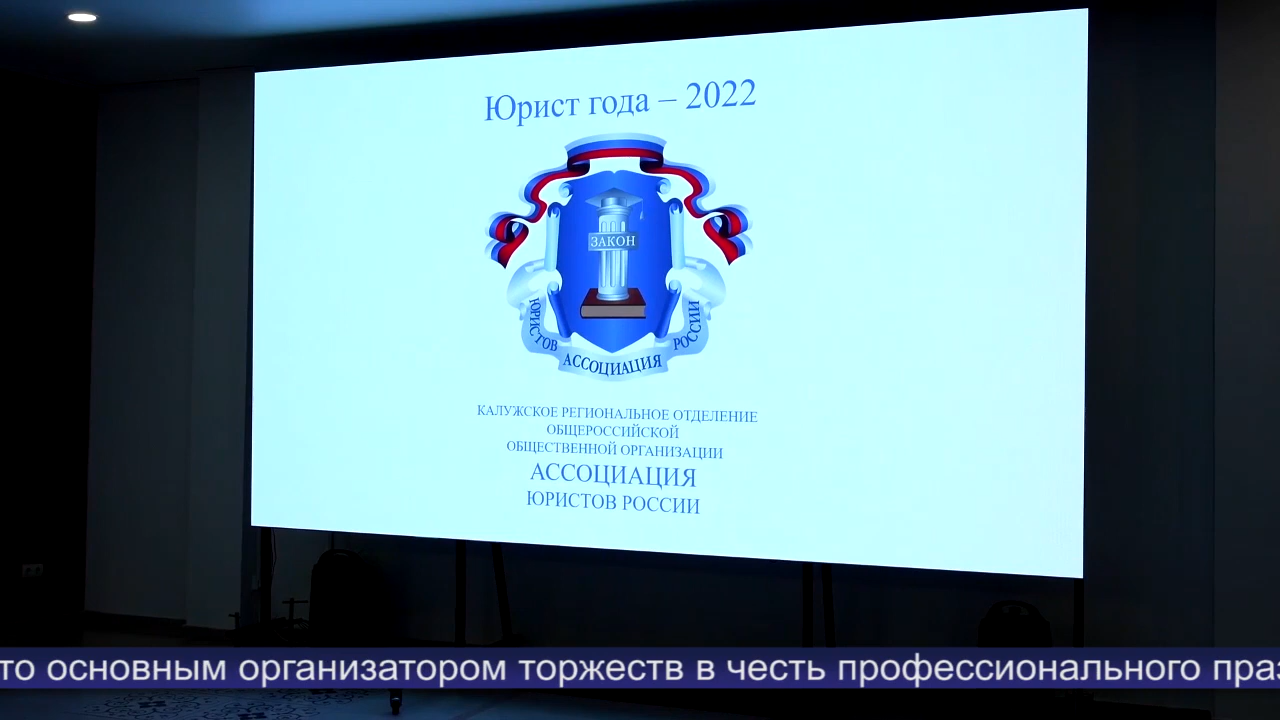 Юрист года – 2022
ЗАКОН
ЮРИСТОВ АССОЦИАЦИЯ РОССИИ
КАЛУЖСКОЕ РЕГИОНАЛЬНОЕ ОТДЕЛЕНИЕ
ОБЩЕРОССИЙСКОЙ
ОБЩЕСТВЕННОЙ ОРГАНИЗАЦИИ
АССОЦИАЦИЯ
ЮРИСТОВ РОССИИ
то основным организатором торжеств в честь профессионального праз